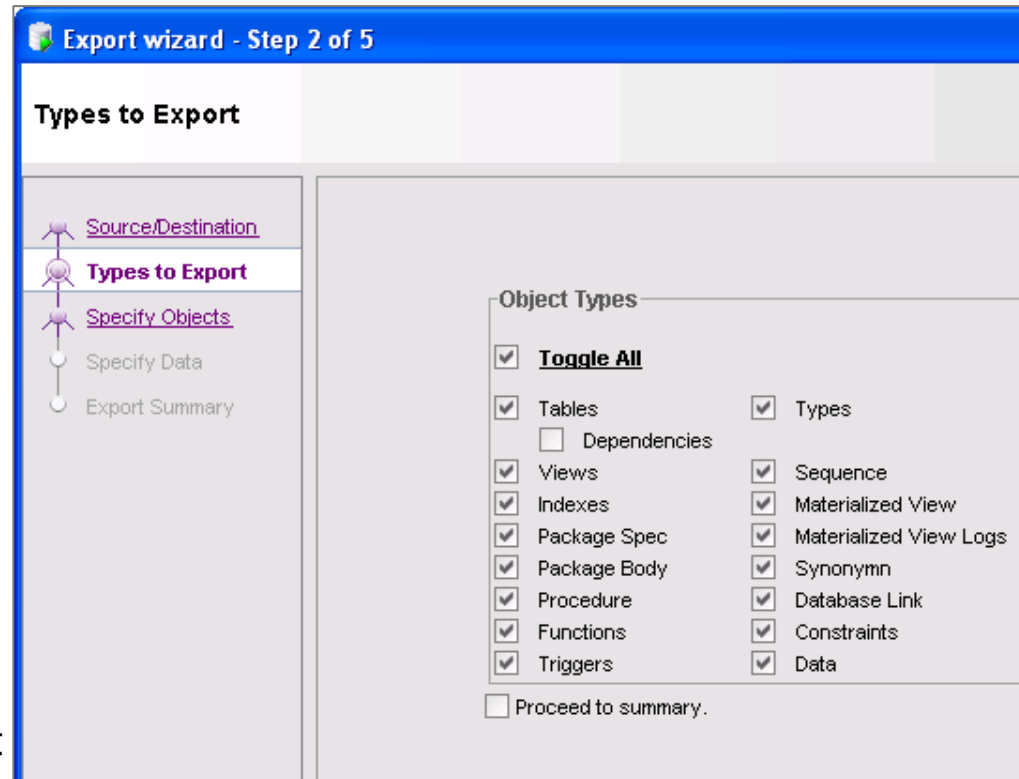 Export wizard - Step 2 of 5
Types to Export
Source/Destination
Types to Export
Specify Objects
Specify Data
Export Summary
Object Types
Toggle All
Tables
Types
Dependencies
Views
Sequence
Indexes
Materialized View
Package Spec
Materialized View Logs
Package Body
Synonymn
Procedure
Database Link
Functions
Constraints
Triggers
Data
Proceed to summary.